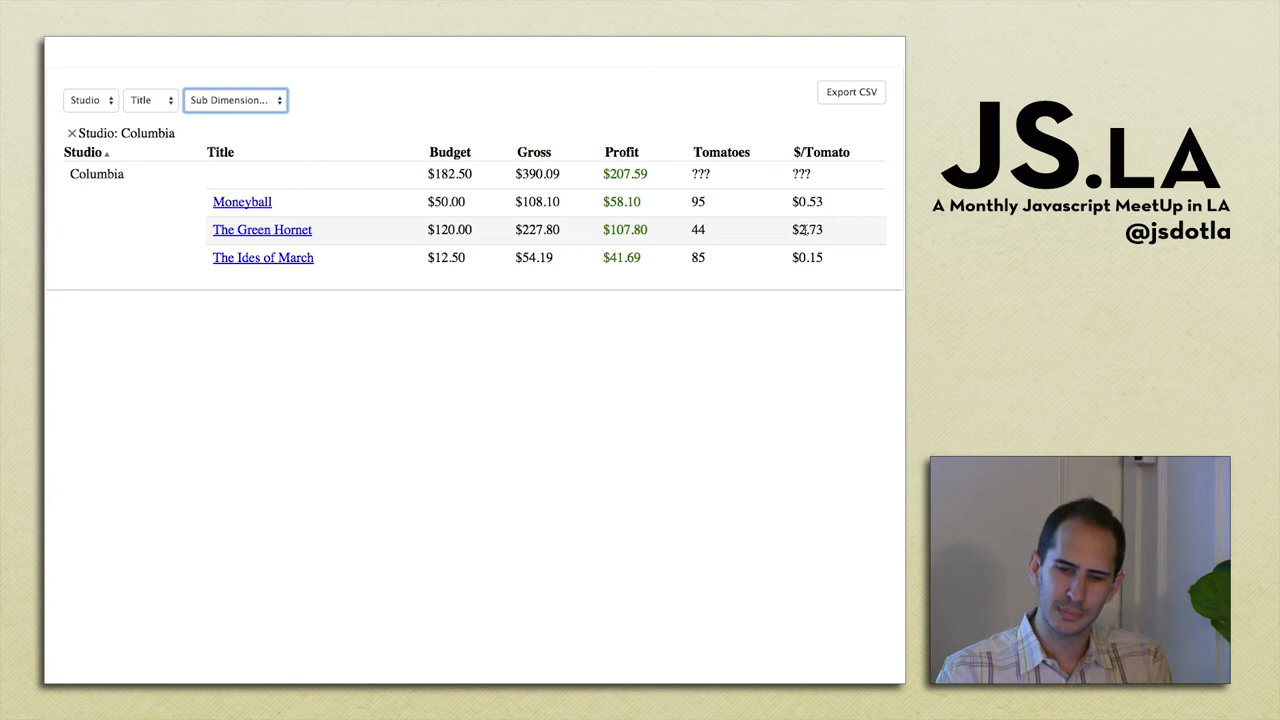 Studio Title Sub Dimension... Export CSV
×Studio: Columbia
Studio Title Budget Gross Profit Tomatoes $/Tomato
Columbia $182.50 $390.09 $207.59 ??? ???
Moneyball $50.00 $108.10 $58.10 95 $0.53
The Green Hornet $120.00 $227.80 $107.80 44 $2.73
The Ides of March $12.50 $54.19 $41.69 85 $0.15
JS.LA
A Monthly Javascript MeetUp in LA
@jsdotla